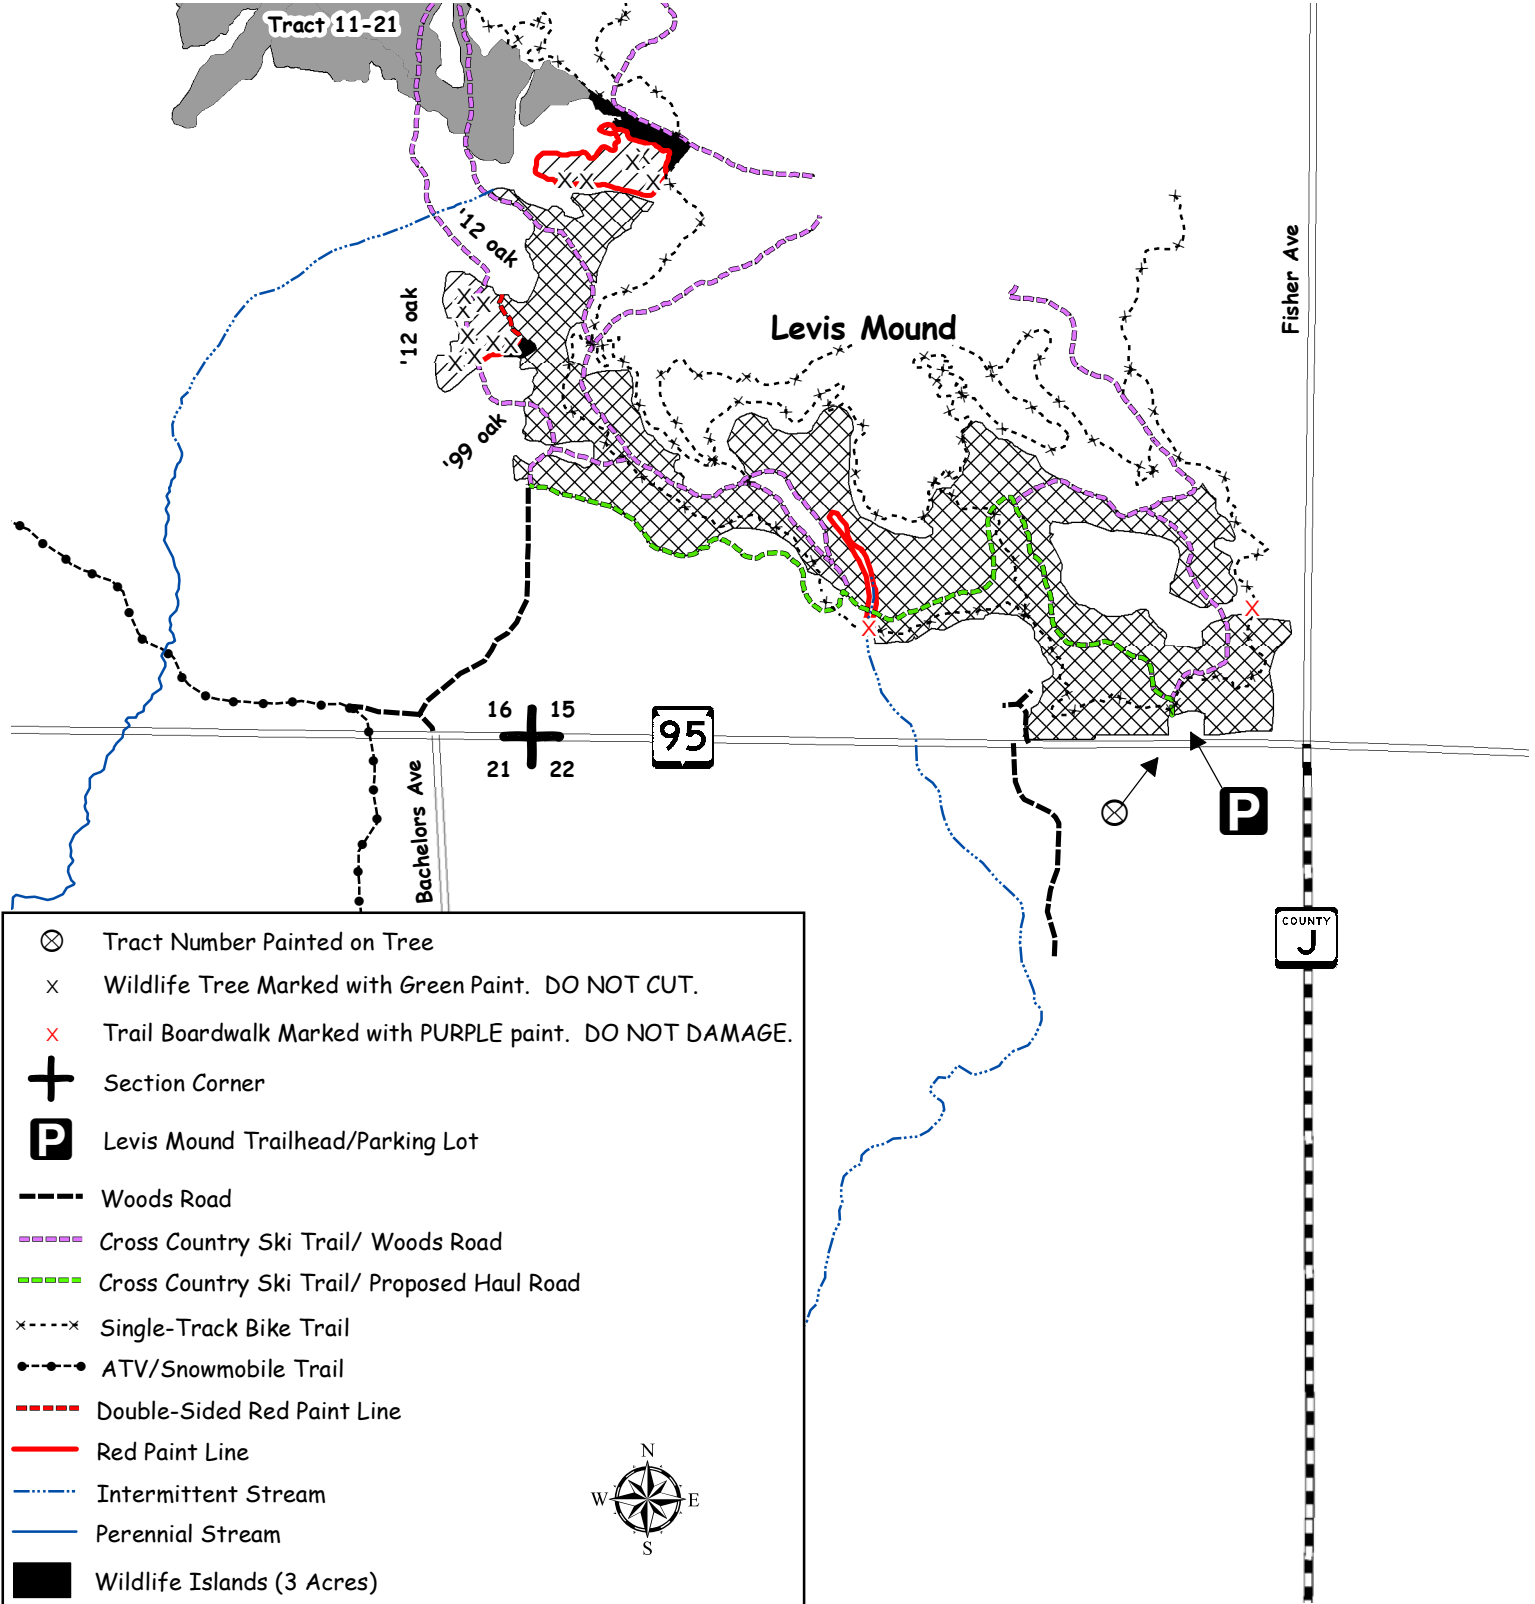 Tract 11-21
'12 oak
'12 oak
'99 oak
Levis Mound
Fisher Ave
16 15
21 22
95
Bachelors Ave
P
COUNTY
J
Tract Number Painted on Tree
X Wildlife Tree Marked with Green Paint. DO NOT CUT.
X Trail Boardwalk Marked with PURPLE paint. DO NOT DAMAGE.
Section Corner
P Levis Mound Trailhead/Parking Lot
Woods Road
Cross Country Ski Trail/ Woods Road
Cross Country Ski Trail/ Proposed Haul Road
Single-Track Bike Trail
ATV/Snowmobile Trail
Double-Sided Red Paint Line
Red Paint Line
Intermittent Stream
Perennial Stream
Wildlife Islands (3 Acres)
N
W E
S